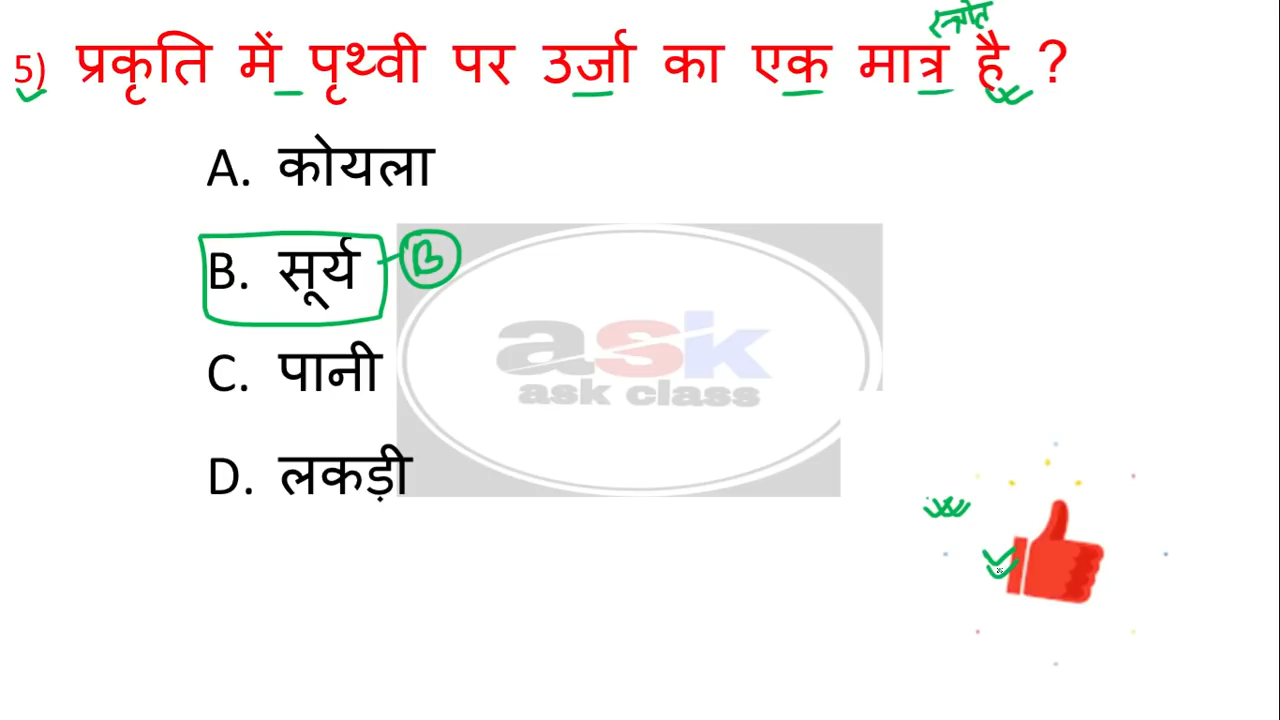 स्त्रोत
5) प्रकृति में पृथ्वी पर उर्जा का एक मात्र है ?
A. कोयला
B. सूर्य B
C. पानी
D. लकड़ी
ask
ask class